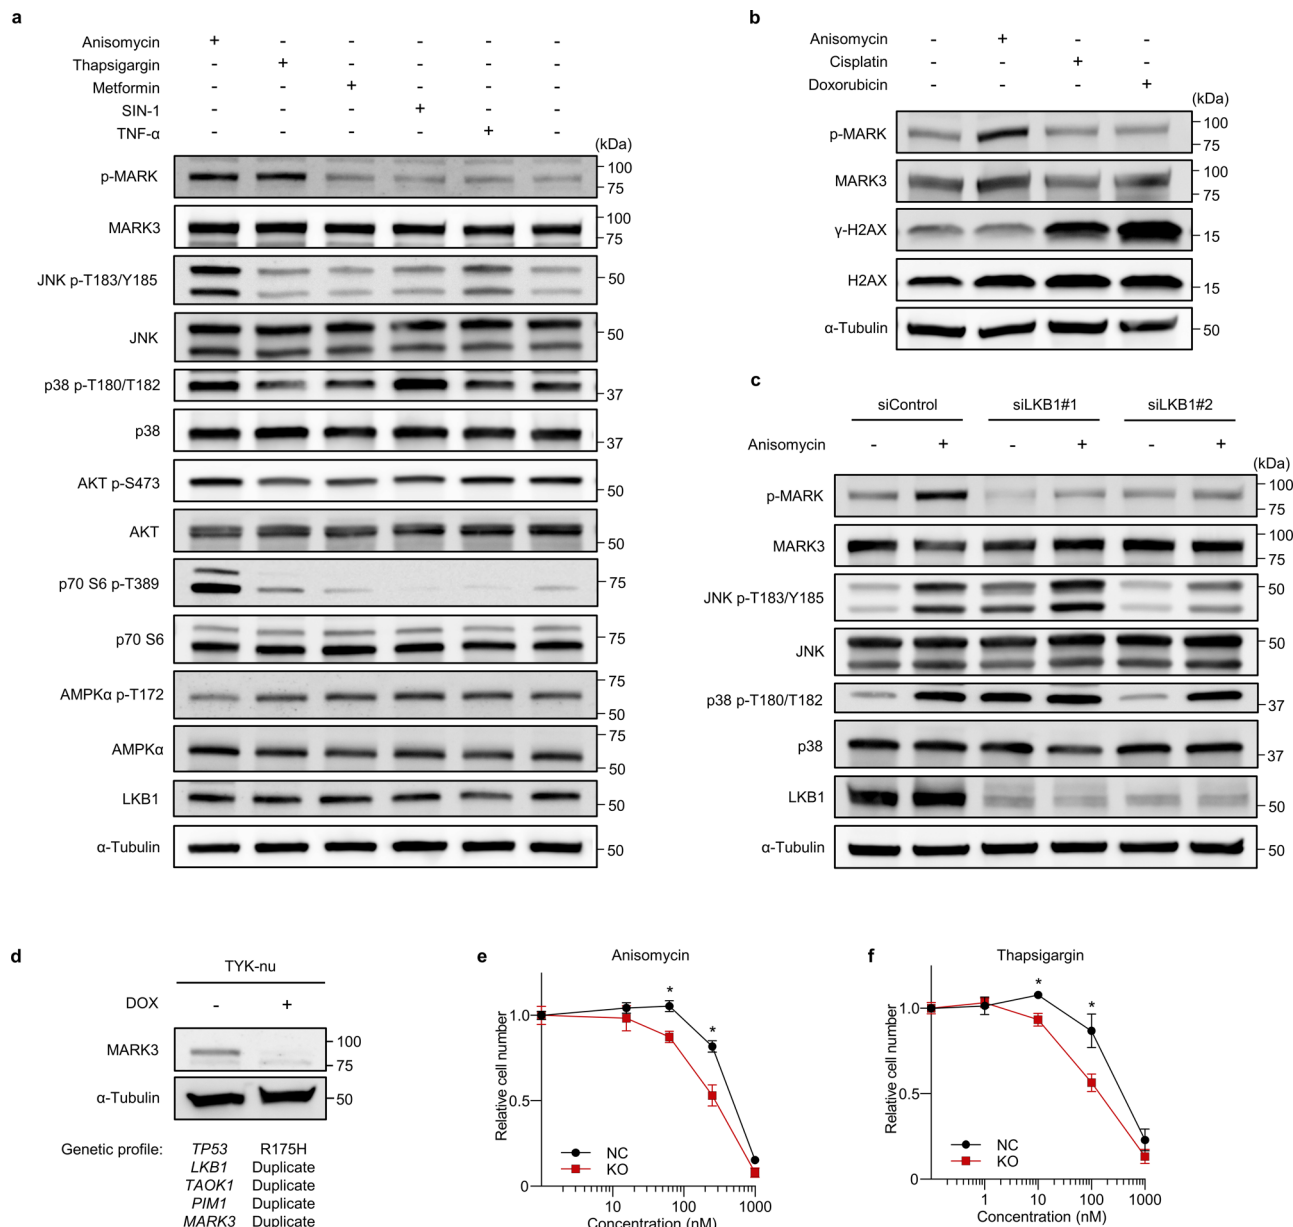 a
Anisomycin + - - - - -
Thapsigargin - + - - - -
Metformin - - + - - -
SIN-1 - - - + - -
TNF-α - - - - + -
(kDa)
p-MARK 100 75
MARK3 100 75
JNK p-T183/Y185 50
JNK 50
p38 p-T180/T182 37
p38 37
AKT p-S473 50
AKT 50
p70 S6 p-T389 75
p70 S6 75
AMPKα p-T172 75 50
AMPKα 75 50
LKB1 50
α-Tubulin 50
b
Anisomycin - + - -
Cisplatin - - + -
Doxorubicin - - - +
(kDa)
p-MARK 100 75
MARK3 100 75
γ-H2AX 15
H2AX 15
α-Tubulin 50
c
siControl siLKB1#1 siLKB1#2
Anisomycin - + - + - +
(kDa)
p-MARK 100 75
MARK3 100 75
JNK p-T183/Y185 50
JNK 50
p38 p-T180/T182 37
p38 37
LKB1 50
α-Tubulin 50
d
TYK-nu
DOX - +
MARK3 100 75
α-Tubulin 50
Genetic profile: TP53 R175H
LKB1 Duplicate
TAOK1 Duplicate
PIM1 Duplicate
MARK3 Duplicate
e
Anisomycin
Relative cell number
1.0
0.5
0
* *
NC
KO
10 100 1000
Concentration (nM)
f
Thapsigargin
Relative cell number
1.0
0.5
0
* *
NC
KO
1 10 100 1000
Concentration (nM)